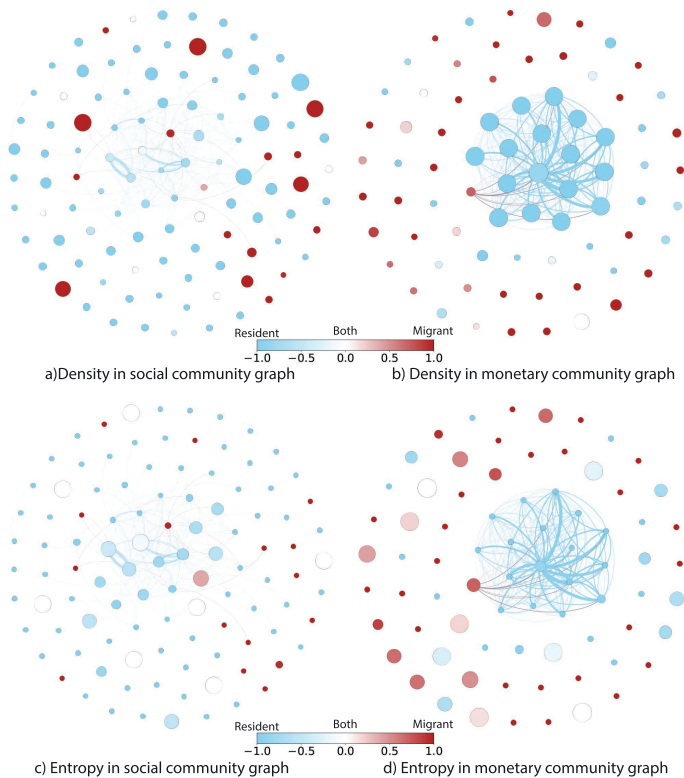 Resident Both Migrant
−1.0 −0.5 0.0 0.5 1.0
a)Density in social community graph
b) Density in monetary community graph
Resident Both Migrant
−1.0 −0.5 0.0 0.5 1.0
c) Entropy in social community graph
d) Entropy in monetary community graph